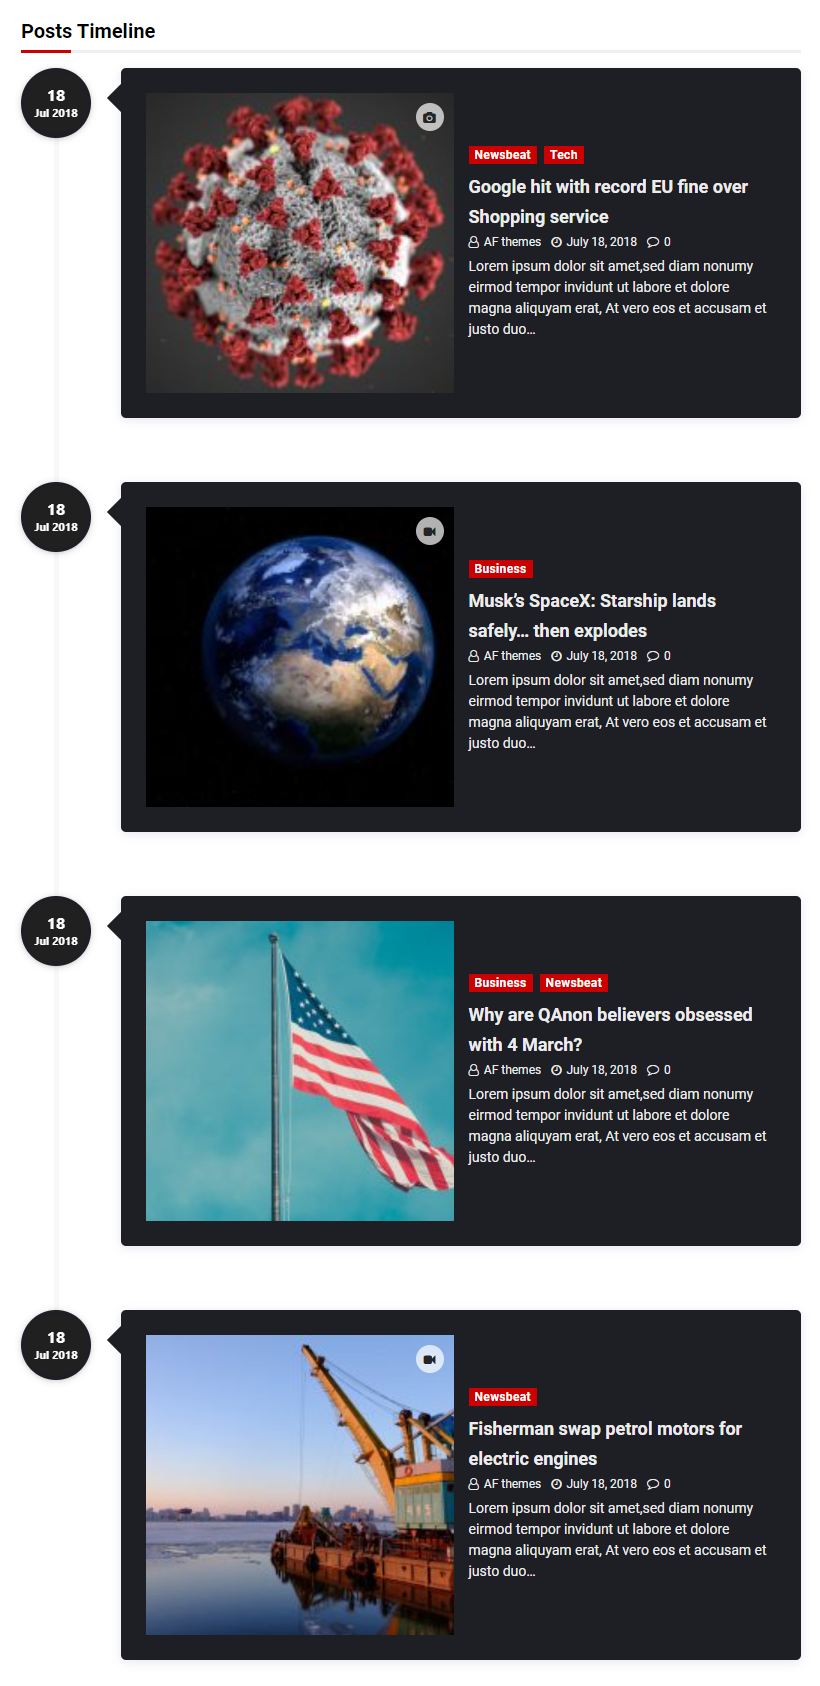 Posts Timeline
18
Jul 2018
Newsbeat Tech
Google hit with record EU fine over
Shopping service
AF themes July 18, 2018 0
Lorem ipsum dolor sit amet,sed diam nonumy
eirmod tempor invidunt ut labore et dolore
magna aliquyam erat, At vero eos et accusam et
justo duo...
18
Jul 2018
Business
Musk’s SpaceX: Starship lands
safely… then explodes
AF themes July 18, 2018 0
Lorem ipsum dolor sit amet,sed diam nonumy
eirmod tempor invidunt ut labore et dolore
magna aliquyam erat, At vero eos et accusam et
justo duo...
18
Jul 2018
Business Newsbeat
Why are QAnon believers obsessed
with 4 March?
AF themes July 18, 2018 0
Lorem ipsum dolor sit amet,sed diam nonumy
eirmod tempor invidunt ut labore et dolore
magna aliquyam erat, At vero eos et accusam et
justo duo...
18
Jul 2018
Newsbeat
Fisherman swap petrol motors for
electric engines
AF themes July 18, 2018 0
Lorem ipsum dolor sit amet,sed diam nonumy
eirmod tempor invidunt ut labore et dolore
magna aliquyam erat, At vero eos et accusam et
justo duo...